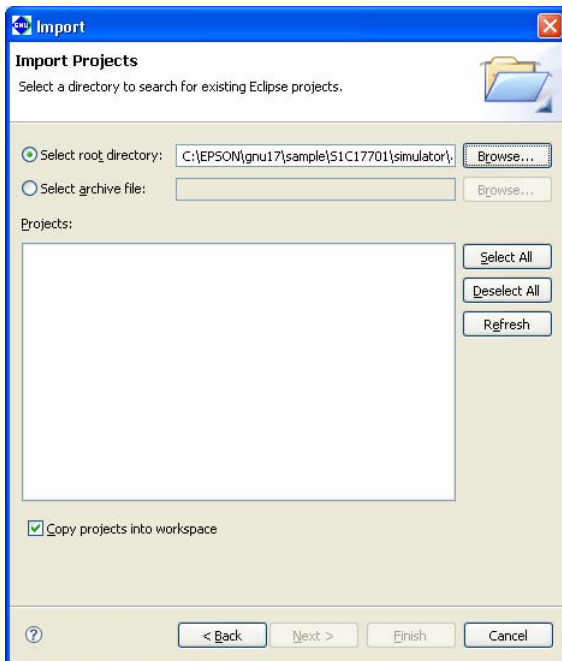 GNU
Import
Import Projects
Select a directory to search for existing Eclipse projects.
Select root directory: C:\EPSON\gnu17\sample\S1C17701\simulator\. Browse...
Select archive file: Browse...
Projects:
Select All
Deselect All
Refresh
Copy projects into workspace
? < Back Next > Finish Cancel